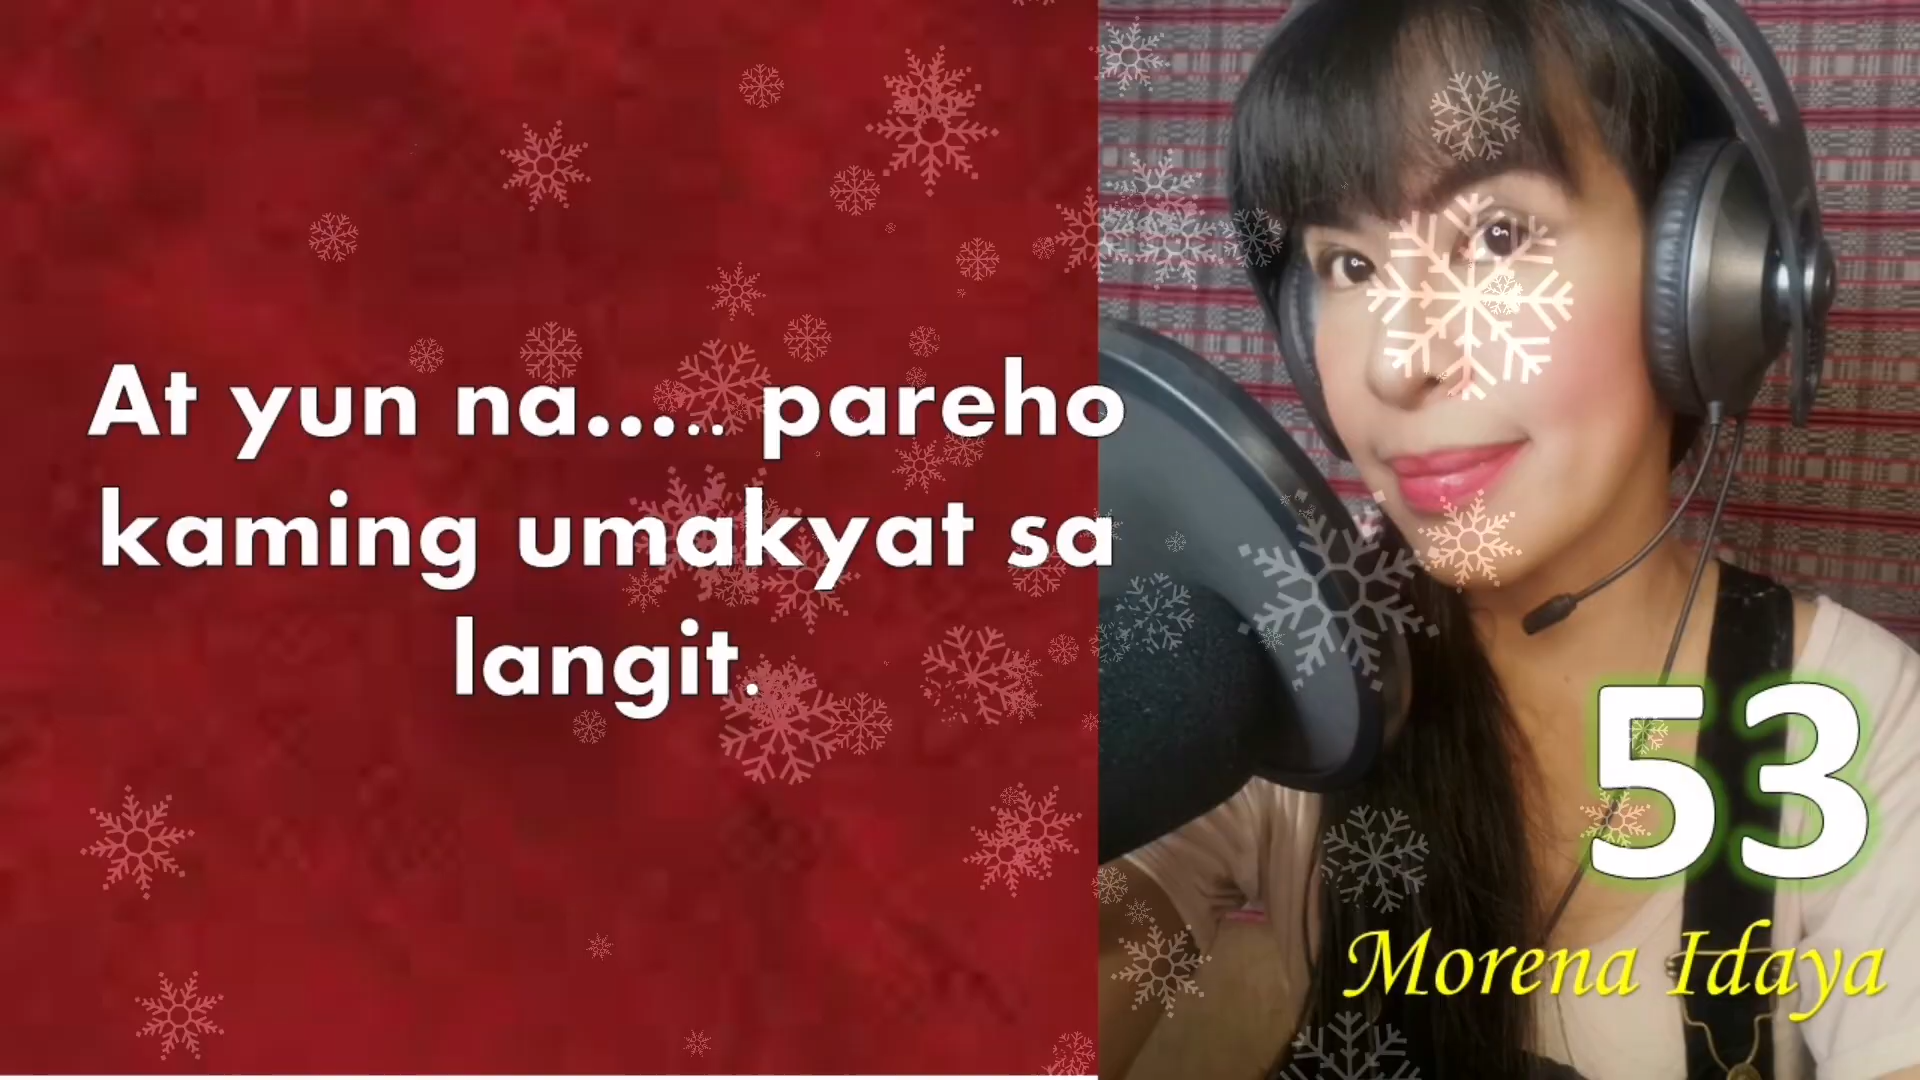 At yun na..... pareho
kaming umakyat sa
langit.
53
Morena Idaya